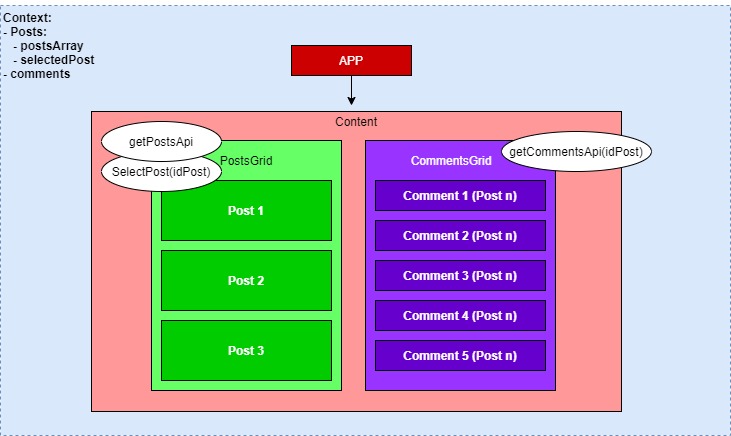 Context:
- Posts:
- postsArray
- selectedPost
- comments
APP
Content
getPostsApi
SelectPost(idPost)
PostsGrid
Post 1
Post 2
Post 3
getCommentsApi(idPost)
CommentsGrid
Comment 1 (Post n)
Comment 2 (Post n)
Comment 3 (Post n)
Comment 4 (Post n)
Comment 5 (Post n)